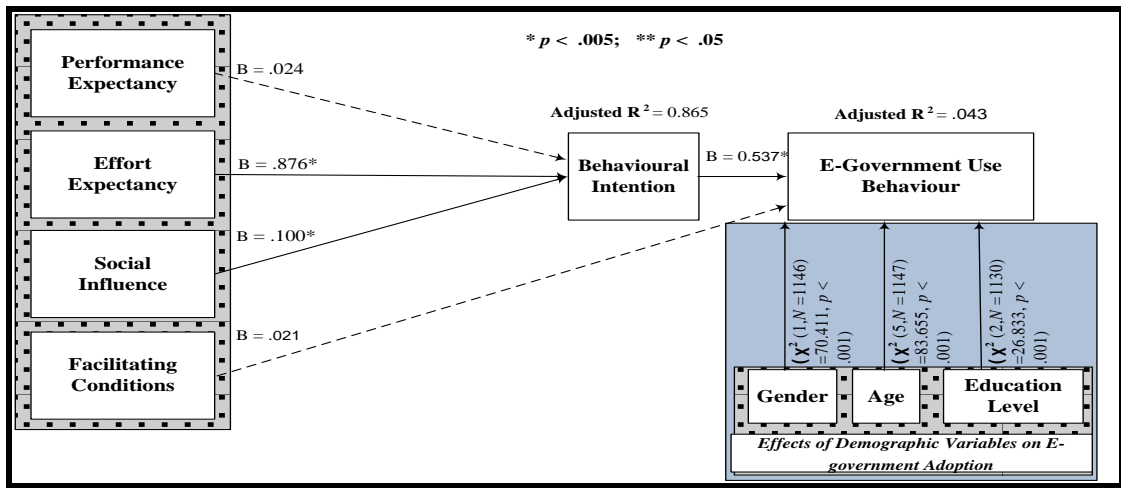 * p < .005; ** p < .05
Performance
Expectancy
B = .024
Effort
Expectancy
B = .876*
Social
Influence
B = .100*
Facilitating
Conditions
B = .021
Adjusted R² = 0.865
Behavioural
Intention
B = 0.537*
Adjusted R² = .043
E-Government Use
Behaviour
(χ² (1, N =1146)
=70.411, p <
.001)
(χ² (5, N =1147)
=83.655, p <
.001)
(χ² (2, N =1130)
=26.833, p <
.001)
Gender
Age
Education
Level
Effects of Demographic Variables on E-
government Adoption